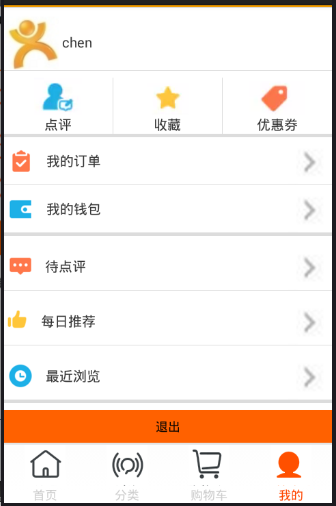 chen
点评 收藏 优惠券
我的订单
我的钱包
待点评
每日推荐
最近浏览
退出
首页 分类 购物车 我的